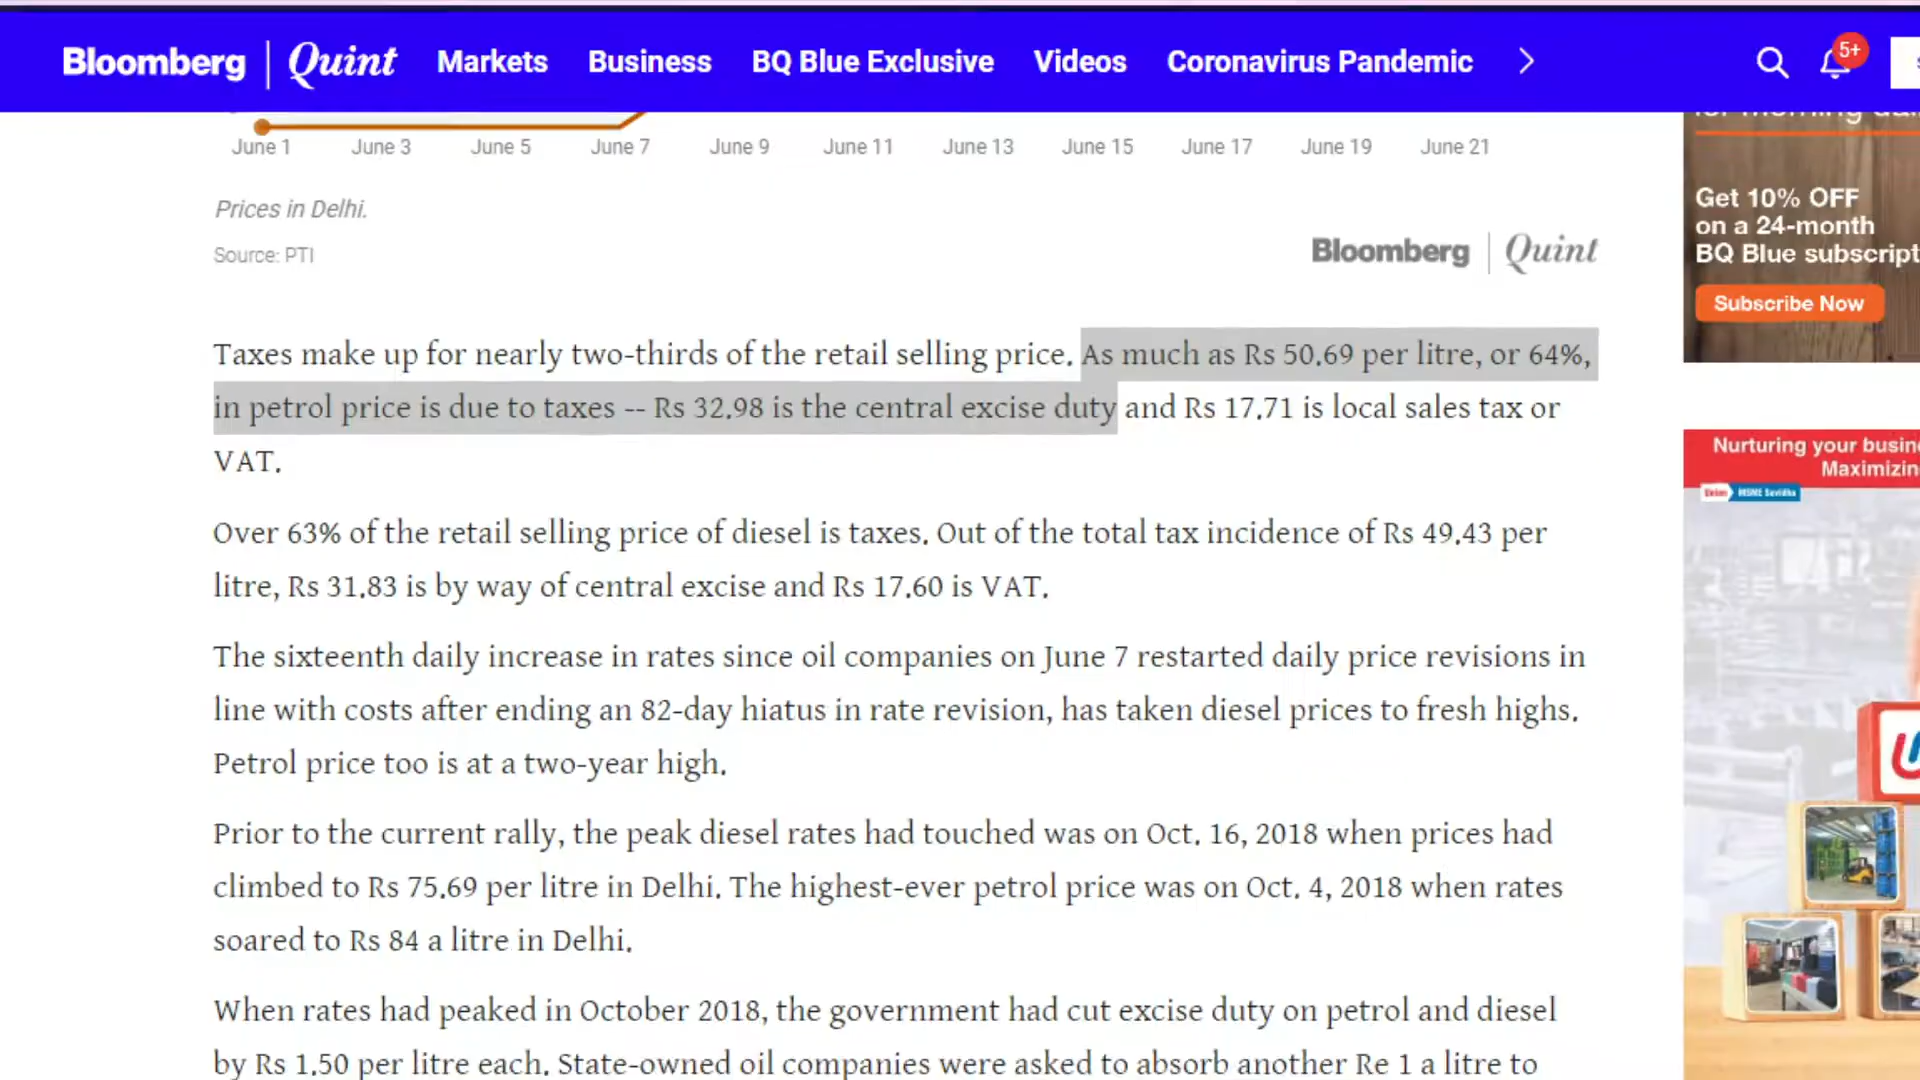 Bloomberg | Quint Markets Business BQ Blue Exclusive Videos Coronavirus Pandemic
5+
June 1 June 3 June 5 June 7 June 9 June 11 June 13 June 15 June 17 June 19 June 21
Prices in Delhi.
Source: PTI
Bloomberg | Quint
Taxes make up for nearly two-thirds of the retail selling price. As much as Rs 50.69 per litre, or 64%,
in petrol price is due to taxes -- Rs 32.98 is the central excise duty and Rs 17.71 is local sales tax or
VAT.
Over 63% of the retail selling price of diesel is taxes. Out of the total tax incidence of Rs 49.43 per
litre, Rs 31.83 is by way of central excise and Rs 17.60 is VAT.
The sixteenth daily increase in rates since oil companies on June 7 restarted daily price revisions in
line with costs after ending an 82-day hiatus in rate revision, has taken diesel prices to fresh highs.
Petrol price too is at a two-year high.
Prior to the current rally, the peak diesel rates had touched was on Oct. 16, 2018 when prices had
climbed to Rs 75.69 per litre in Delhi. The highest-ever petrol price was on Oct. 4, 2018 when rates
soared to Rs 84 a litre in Delhi.
When rates had peaked in October 2018, the government had cut excise duty on petrol and diesel
by Rs 1.50 per litre each. State-owned oil companies were asked to absorb another Re 1 a litre to
Get 10% OFF
on a 24-month
BQ Blue subscript
Subscribe Now
Nurturing your busin
Maximizin
Union MSME Suvidha